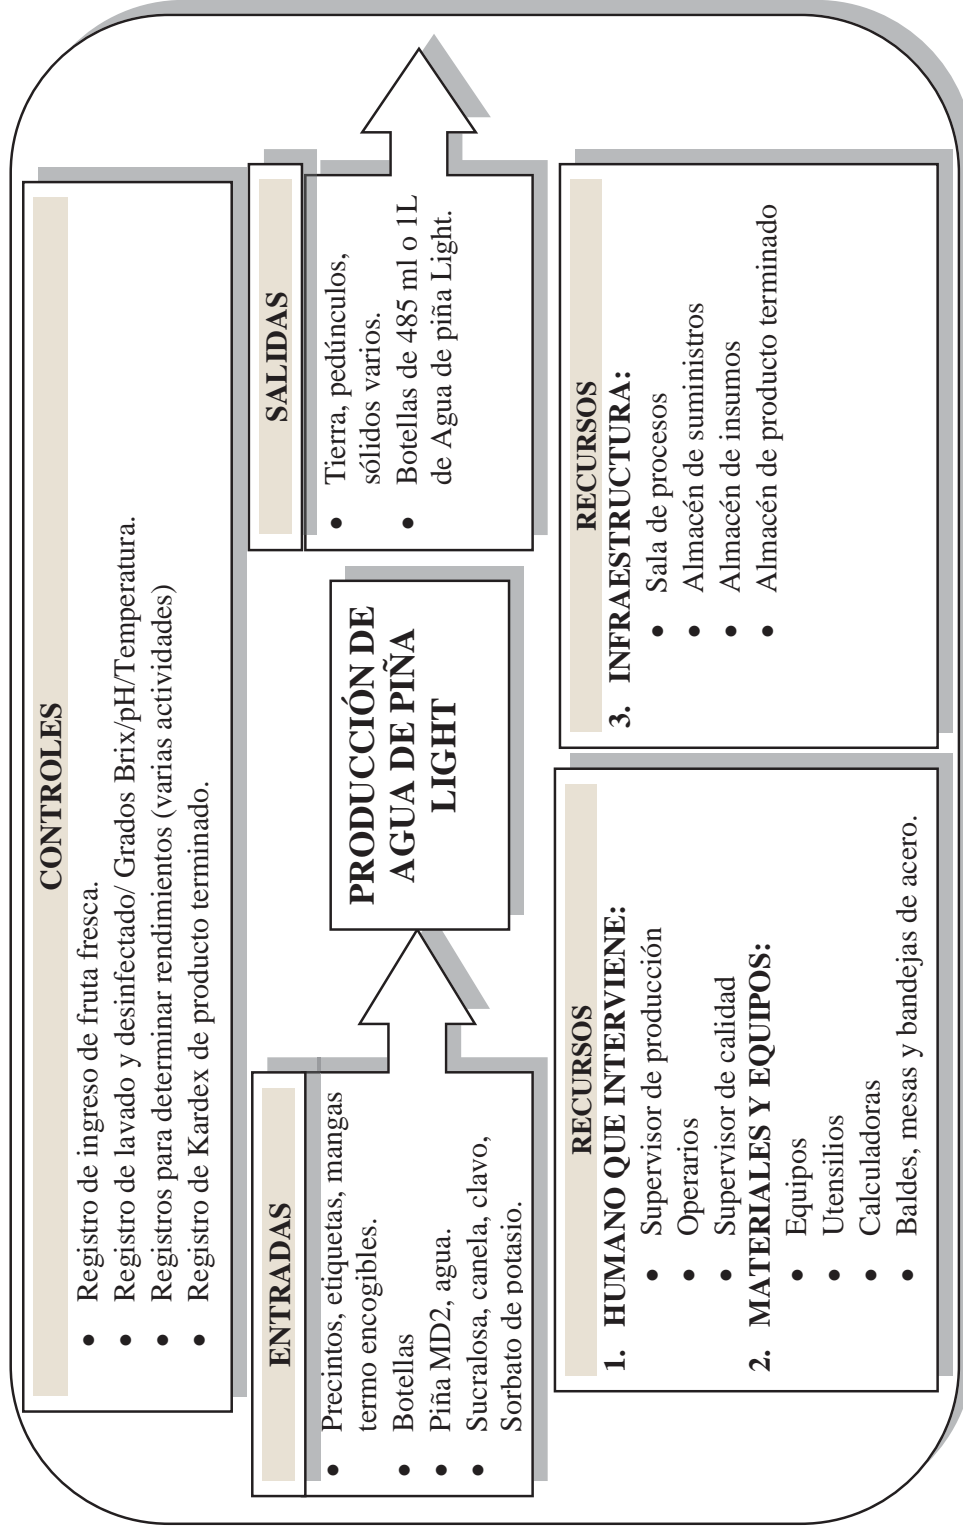 CONTROLES
• Registro de ingreso de fruta fresca.
• Registro de lavado y desinfectado/ Grados Brix/pH/Temperatura.
• Registros para determinar rendimientos (varias actividades)
• Registro de Kardex de producto terminado.
ENTRADAS
• Precintos, etiquetas, mangas
termo encogibles.
• Botellas
• Piña MD2, agua.
• Sucralosa, canela, clavo,
Sorbato de potasio.
PRODUCCIÓN DE
AGUA DE PIÑA
LIGHT
SALIDAS
• Tierra, pedúnculos,
sólidos varios.
• Botellas de 485 ml o 1L
de Agua de piña Light.
RECURSOS
1. HUMANO QUE INTERVIENE:
• Supervisor de producción
• Operarios
• Supervisor de calidad
2. MATERIALES Y EQUIPOS:
• Equipos
• Utensilios
• Calculadoras
• Baldes, mesas y bandejas de acero.
RECURSOS
3. INFRAESTRUCTURA:
• Sala de procesos
• Almacén de suministros
• Almacén de insumos
• Almacén de producto terminado